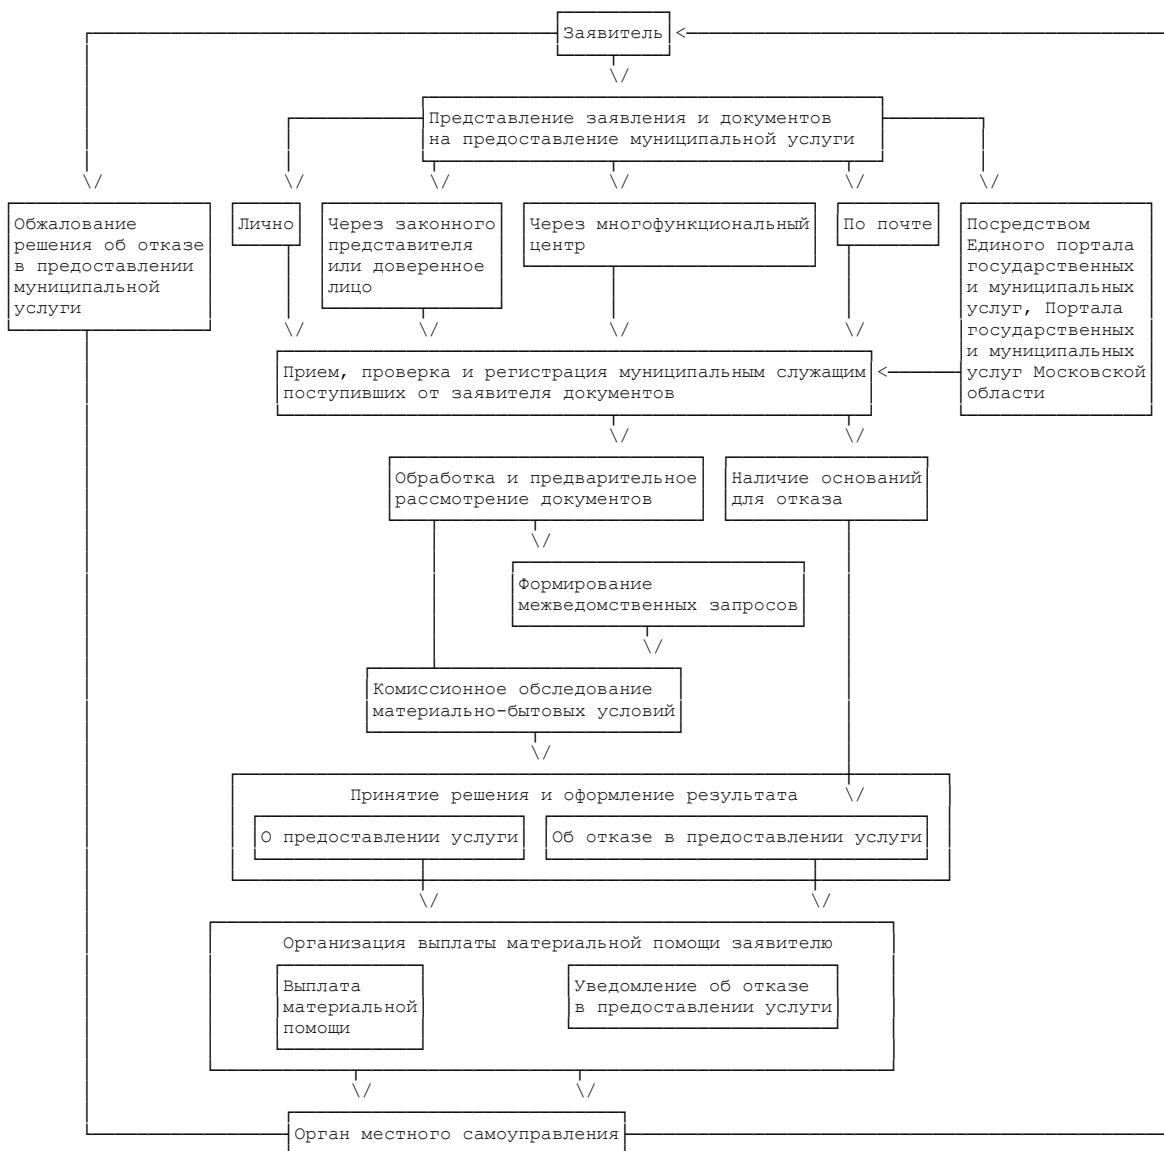 Заявитель
Представление заявления и документов
на предоставление муниципальной услуги
Обжалование
решения об отказе
в предоставлении
муниципальной
услуги
Лично
Через законного
представителя
или доверенное
лицо
Через многофункциональный
центр
По почте
Посредством
Единого портала
государственных
и муниципальных
услуг, Портала
государственных
и муниципальных
услуг Московской
области
Прием, проверка и регистрация муниципальным служащим
поступивших от заявителя документов
Обработка и предварительное
рассмотрение документов
Наличие оснований
для отказа
Формирование
межведомственных запросов
Комиссионное обследование
материально-бытовых условий
Принятие решения и оформление результата
О предоставлении услуги
Об отказе в предоставлении услуги
Организация выплаты материальной помощи заявителю
Выплата
материальной
помощи
Уведомление об отказе
в предоставлении услуги
Орган местного самоуправления